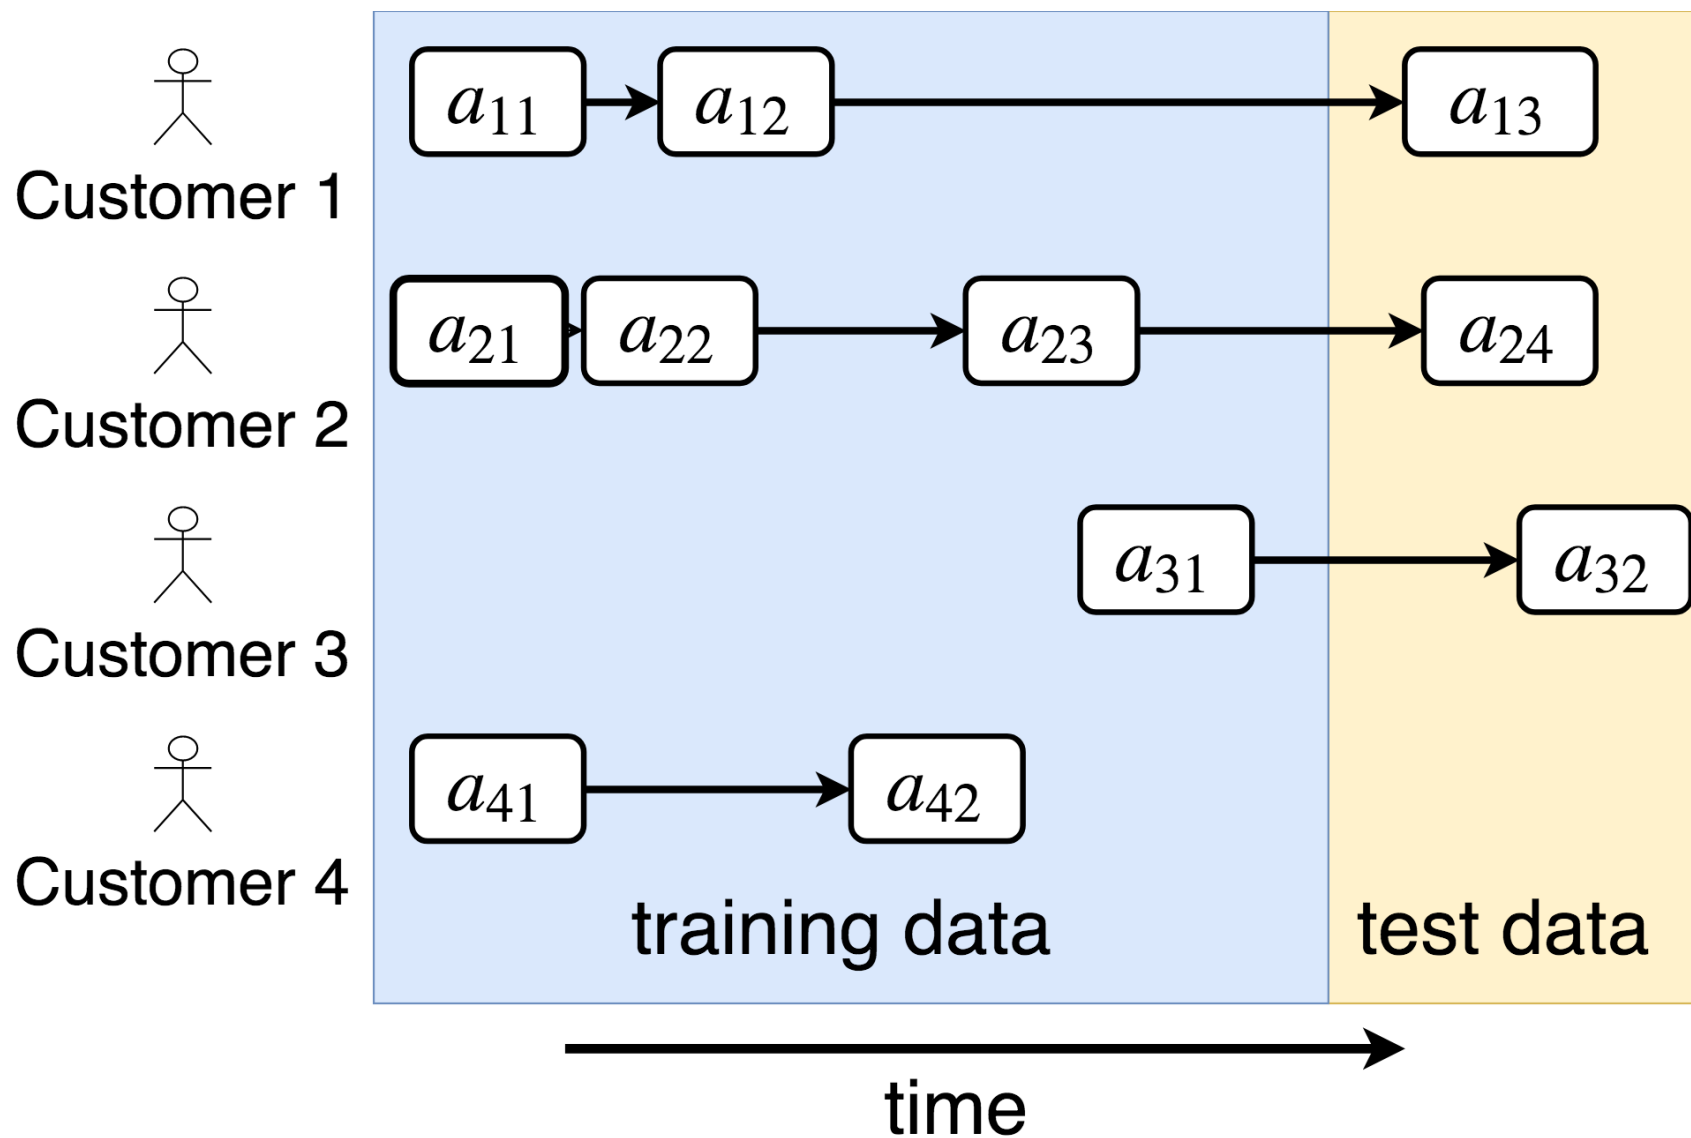 a11 a12 a13
Customer 1
a21 a22 a23 a24
Customer 2
a31 a32
Customer 3
a41 a42
Customer 4
training data test data
time